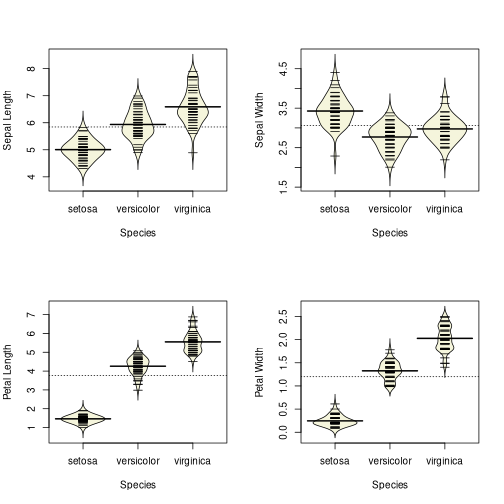 Sepal Length
8
7
6
5
4
setosa versicolor virginica
Species
Sepal Width
4.5
3.5
2.5
1.5
setosa versicolor virginica
Species
Petal Length
7
6
5
4
3
2
1
setosa versicolor virginica
Species
Petal Width
2.5
2.0
1.5
1.0
0.5
0.0
setosa versicolor virginica
Species